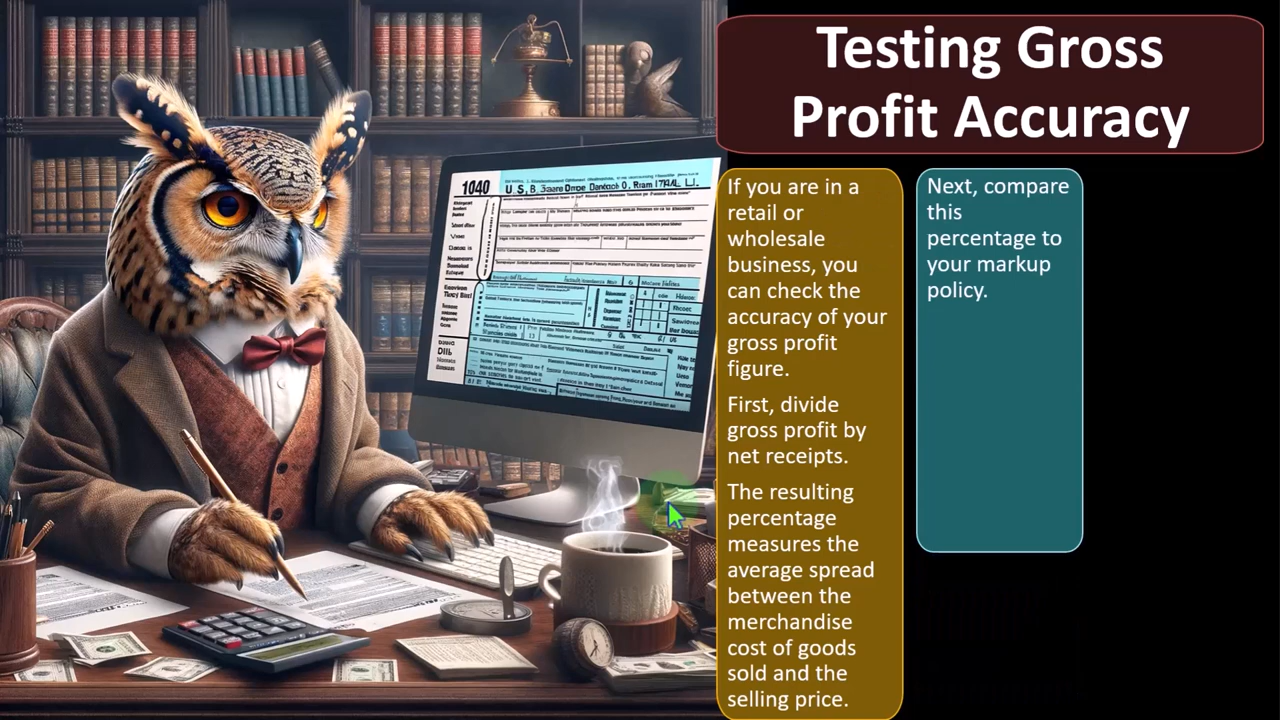 Testing Gross
Profit Accuracy
If you are in a
retail or
wholesale
business, you
can check the
accuracy of your
gross profit
figure.
First, divide
gross profit by
net receipts.
The resulting
percentage
measures the
average spread
between the
merchandise
cost of goods
sold and the
selling price.
Next, compare
this
percentage to
your markup
policy.
1040